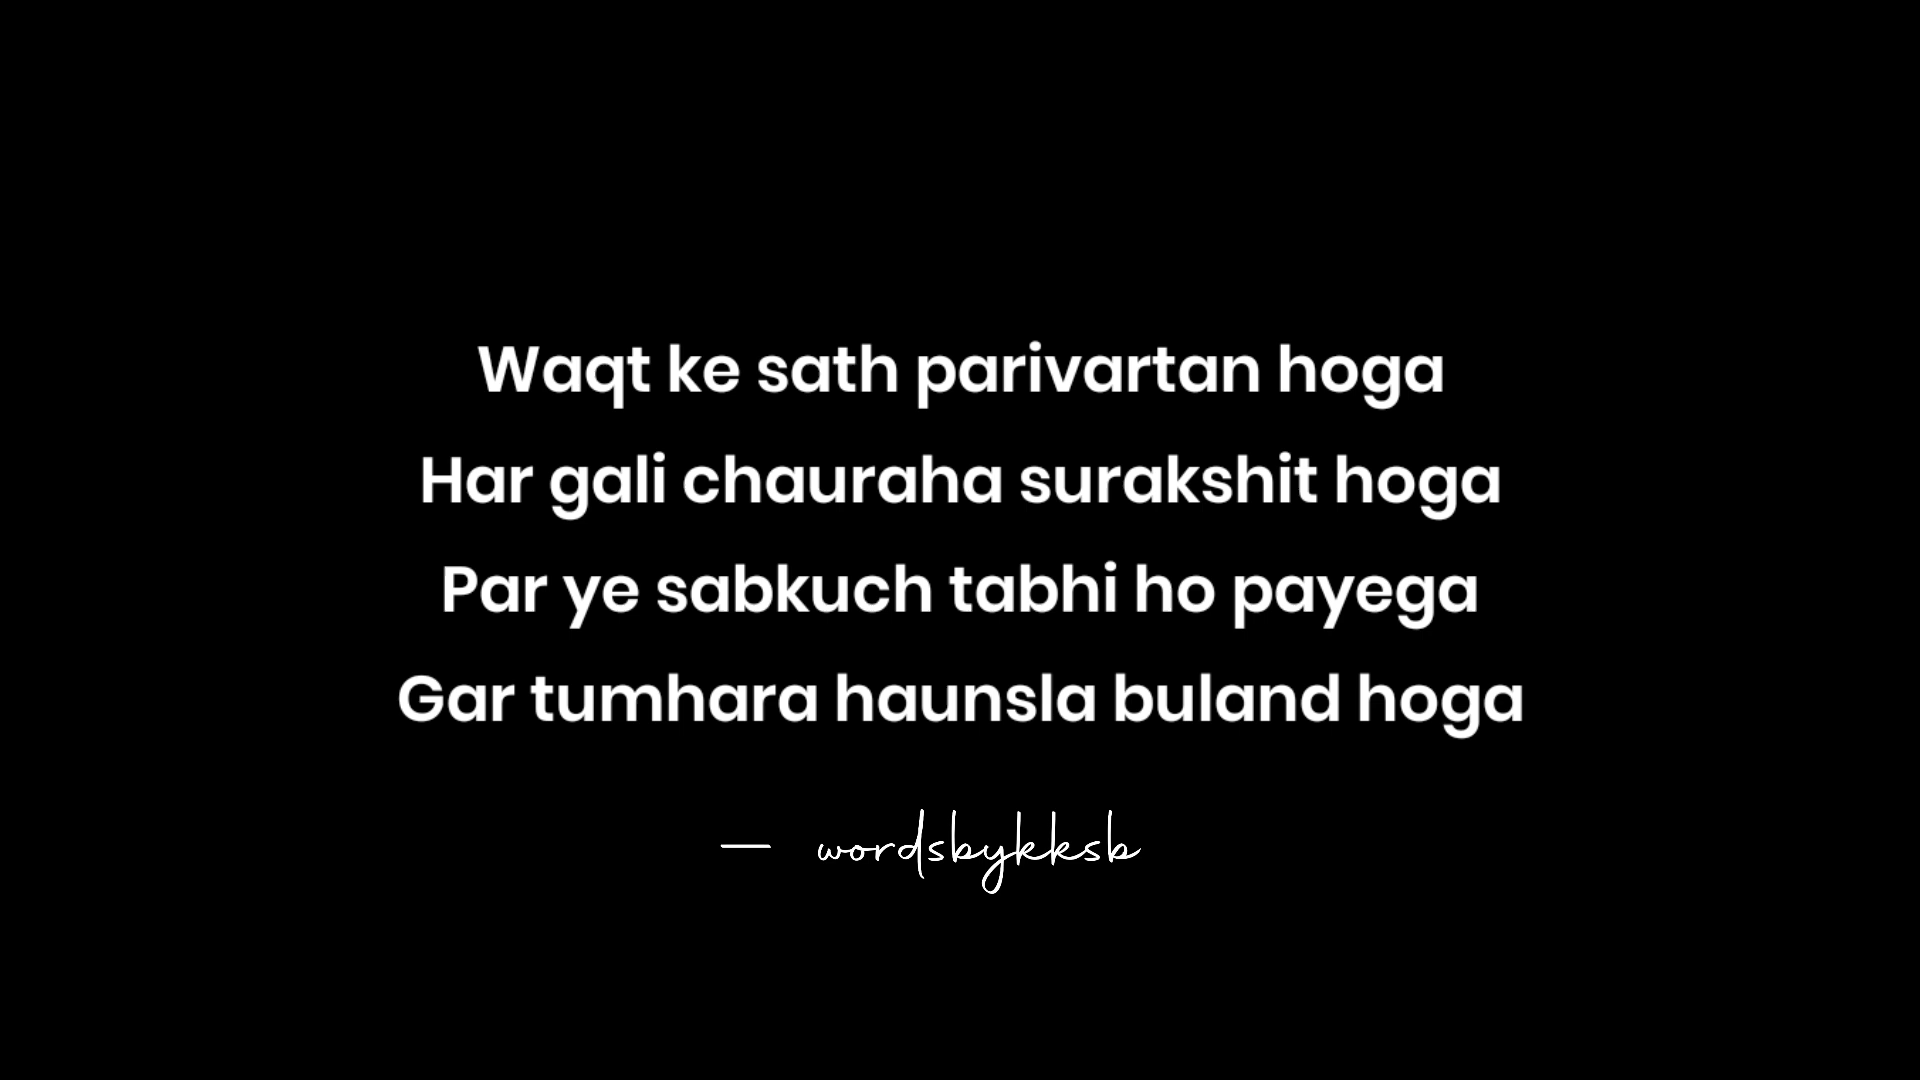 Waqt ke sath parivartan hoga
Har gali chauraha surakshit hoga
Par ye sabkuch tabhi ho payega
Gar tumhara haunsla buland hoga
— wordsbykksb